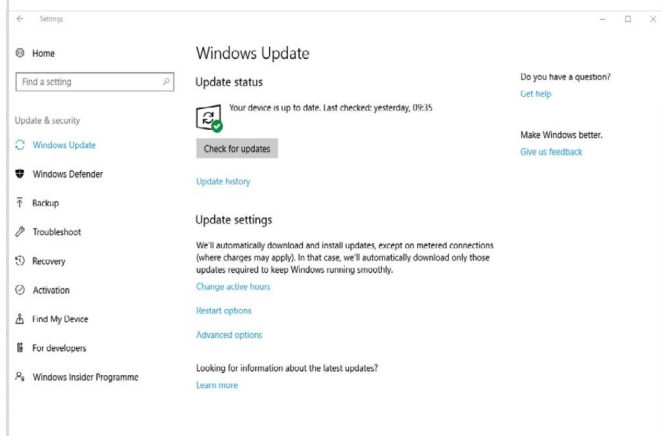 Settings
Home
Find a setting
Update & security
Windows Update
Windows Defender
Backup
Troubleshoot
Recovery
Activation
Find My Device
For developers
Windows Insider Programme
Windows Update
Update status
Your device is up to date. Last checked: yesterday, 09:35
Check for updates
Update history
Update settings
We'll automatically download and install updates, except on metered connections
(where charges may apply). In that case, we'll automatically download only those
updates required to keep Windows running smoothly.
Change active hours
Restart options
Advanced options
Looking for information about the latest updates?
Learn more
Do you have a question?
Get help
Make Windows better.
Give us feedback